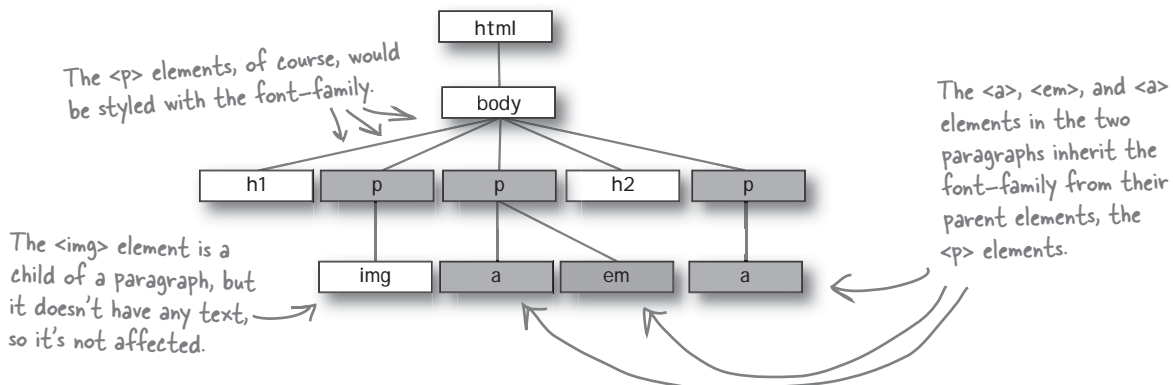 html
The <p> elements, of course, would
be styled with the font-family.
body
h1
p
p
h2
p
The <a>, <em>, and <a>
elements in the two
paragraphs inherit the
font-family from their
parent elements, the
<p> elements.
The <img> element is a
child of a paragraph, but
it doesn't have any text,
so it's not affected.
img
a
em
a